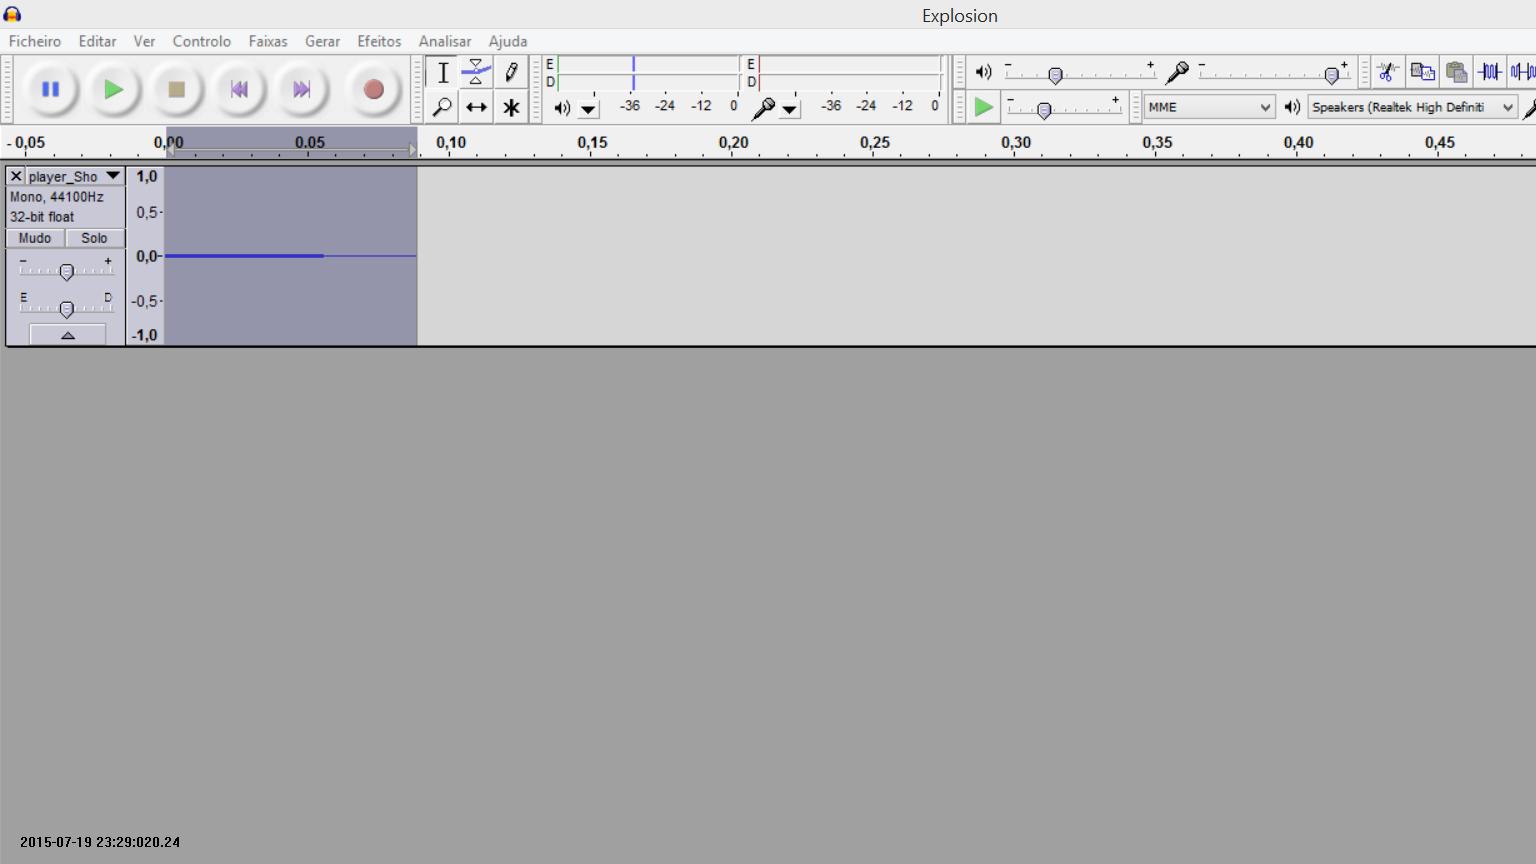 Explosion
Ficheiro Editar Ver Controlo Faixas Gerar Efeitos Analisar Ajuda
E E
D D
-36 -24 -12 0 -36 -24 -12 0
- + - +
- + MME Speakers (Realtek High Definiti
- 0,05 0,00 0,05 0,10 0,15 0,20 0,25 0,30 0,35 0,40 0,45
player_Sho 1,0
Mono, 44100Hz
32-bit float 0,5
Mudo Solo
- + 0,0
E D -0,5
-1,0
2015-07-19 23:29:020.24